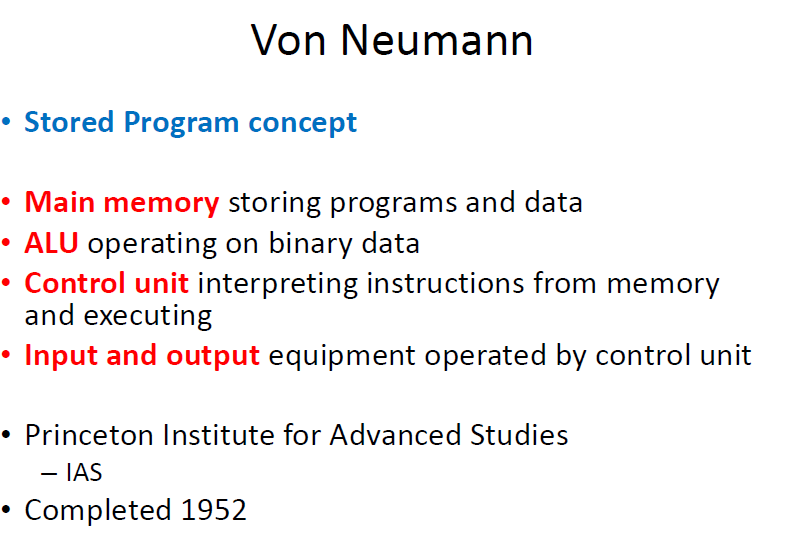 Von Neumann
• Stored Program concept
• Main memory storing programs and data
• ALU operating on binary data
• Control unit interpreting instructions from memory
and executing
• Input and output equipment operated by control unit
• Princeton Institute for Advanced Studies
– IAS
• Completed 1952